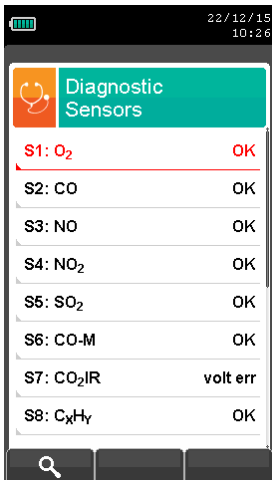 22/12/15
10:26
Diagnostic
Sensors
S1: O₂ OK
S2: CO OK
S3: NO OK
S4: NO₂ OK
S5: SO₂ OK
S6: CO-M OK
S7: CO₂IR volt err
S8: CₓHᵧ OK